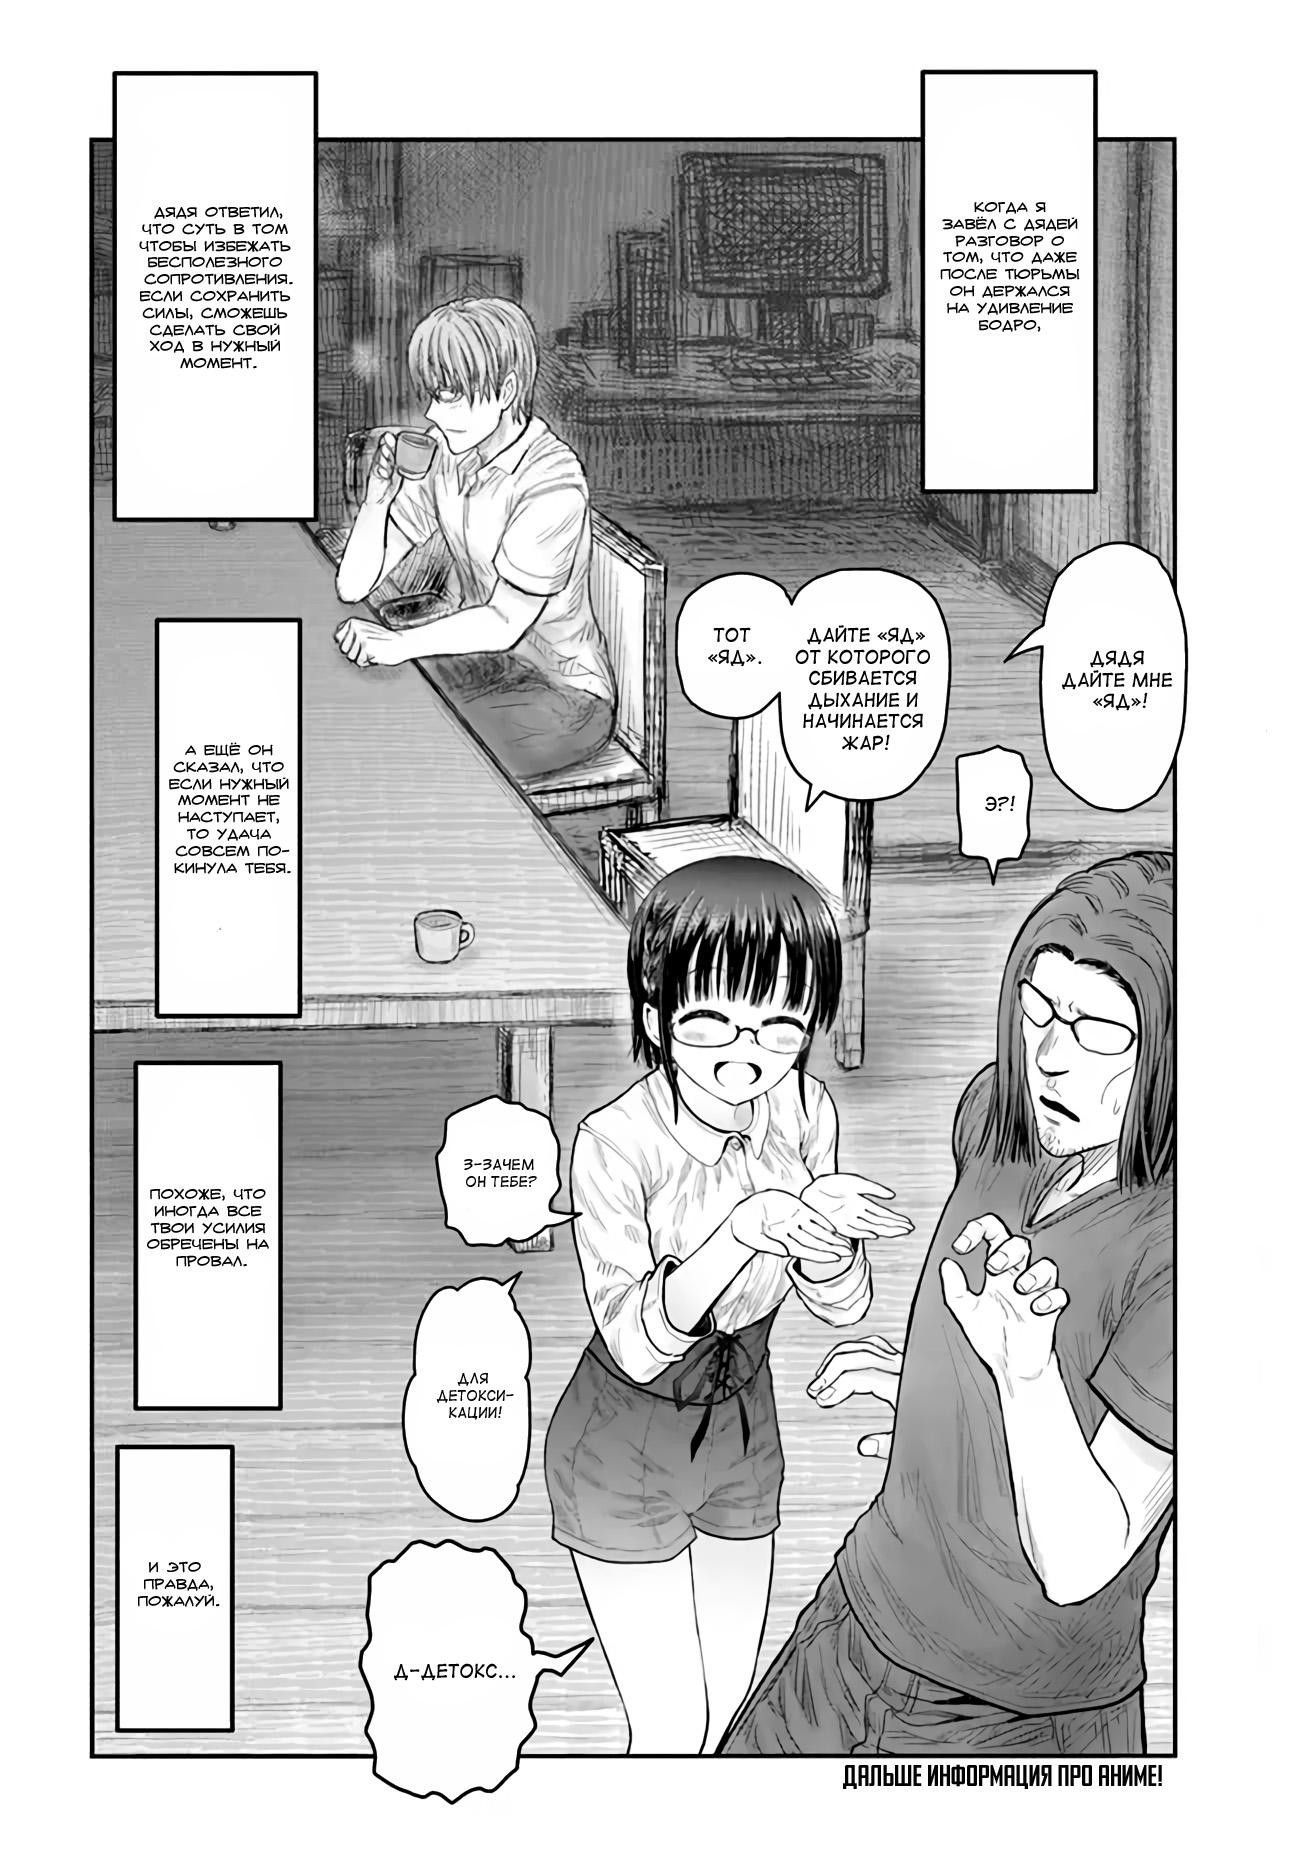 КОГДА Я
ЗАВЁЛ С ДЯДЕЙ
РАЗГОВОР О
ТОМ, ЧТО ДАЖЕ
ПОСЛЕ ТЮРЬМЫ
ОН ДЕРЖАЛСЯ
НА УДИВЛЕНИЕ
БОДРО,
ДЯДЯ ОТВЕТИЛ,
ЧТО СУТЬ В ТОМ
ЧТОБЫ ИЗБЕЖАТЬ
БЕСПОЛЕЗНОГО
СОПРОТИВЛЕНИЯ.
ЕСЛИ СОХРАНИТЬ
СИЛЫ, СМОЖЕШЬ
СДЕЛАТЬ СВОЙ
ХОД В НУЖНЫЙ
МОМЕНТ.
ДЯДЯ
ДАЙТЕ МНЕ
«ЯД»!
Э?!
ДАЙТЕ «ЯД»
ОТ КОТОРОГО
СБИВАЕТСЯ
ДЫХАНИЕ И
НАЧИНАЕТСЯ
ЖАР!
ТОТ
«ЯД».
А ЕЩЁ ОН
СКАЗАЛ, ЧТО
ЕСЛИ НУЖНЫЙ
МОМЕНТ НЕ
НАСТУПАЕТ,
ТО УДАЧА
СОВСЕМ ПО-
КИНУЛА ТЕБЯ.
З-ЗАЧЕМ
ОН ТЕБЕ?
ПОХОЖЕ, ЧТО
ИНОГДА ВСЕ
ТВОИ УСИЛИЯ
ОБРЕЧЕНЫ НА
ПРОВАЛ.
ДЛЯ
ДЕТОКСИ-
КАЦИИ!
Д-ДЕТОКС...
И ЭТО
ПРАВДА,
ПОЖАЛУЙ.
ДАЛЬШЕ ИНФОРМАЦИЯ ПРО АНИМЕ!